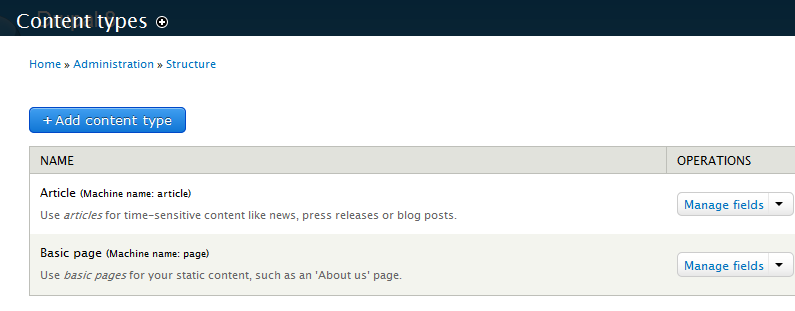 Content types
Home » Administration » Structure
+ Add content type
NAME OPERATIONS
Article (Machine name: article)
Use articles for time-sensitive content like news, press releases or blog posts.
Manage fields
Basic page (Machine name: page)
Use basic pages for your static content, such as an 'About us' page.
Manage fields